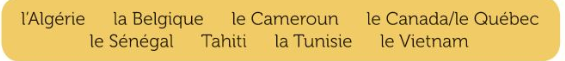 l'Algérie la Belgique le Cameroun le Canada/le Québec
le Sénégal Tahiti la Tunisie le Vietnam